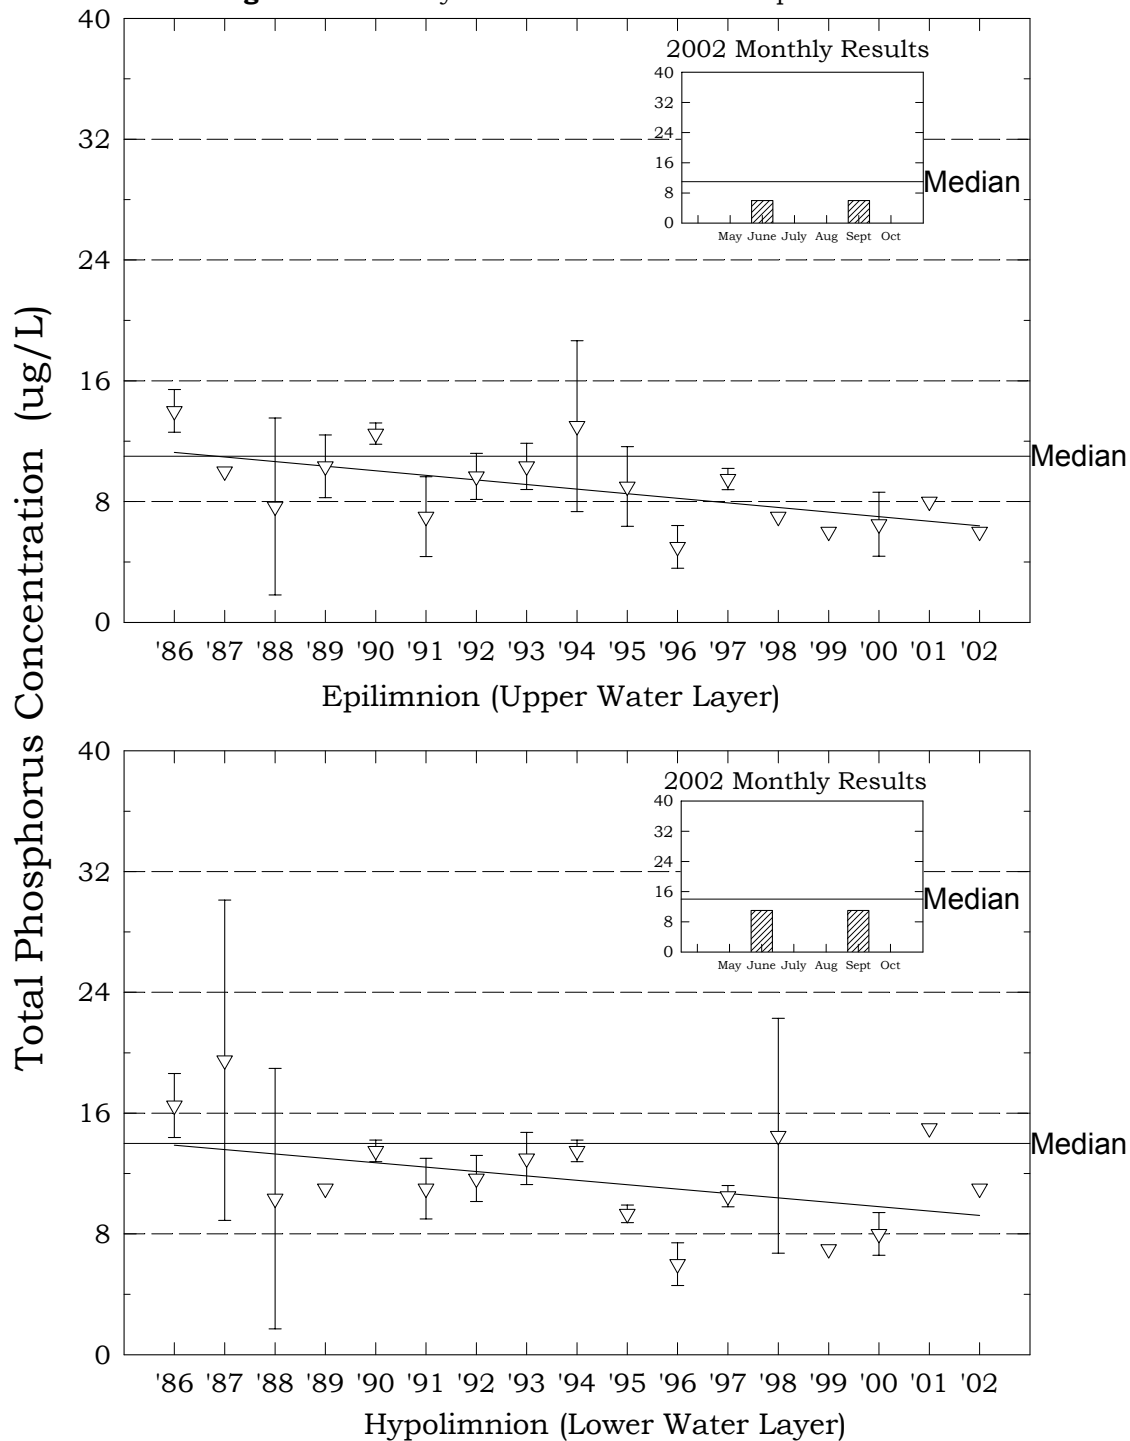 40
2002 Monthly Results
40
32
24
16
8
0
Median
May June July Aug Sept Oct
32
24
16
8
0
Median
'86 '87 '88 '89 '90 '91 '92 '93 '94 '95 '96 '97 '98 '99 '00 '01 '02
Epilimnion (Upper Water Layer)
Total Phosphorus Concentration (ug/L)
40
2002 Monthly Results
40
32
24
16
8
0
Median
May June July Aug Sept Oct
32
24
16
8
0
Median
'86 '87 '88 '89 '90 '91 '92 '93 '94 '95 '96 '97 '98 '99 '00 '01 '02
Hypolimnion (Lower Water Layer)